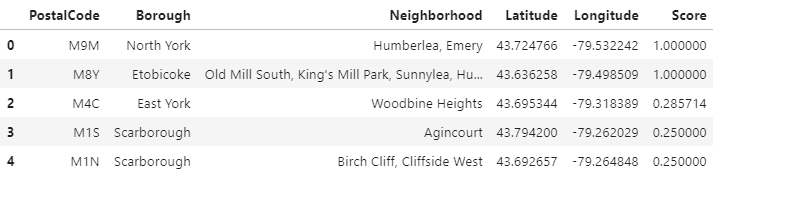 PostalCode Borough Neighborhood Latitude Longitude Score
0 M9M North York Humberlea, Emery 43.724766 -79.532242 1.000000
1 M8Y Etobicoke Old Mill South, King's Mill Park, Sunnylea, Hu... 43.636258 -79.498509 1.000000
2 M4C East York Woodbine Heights 43.695344 -79.318389 0.285714
3 M1S Scarborough Agincourt 43.794200 -79.262029 0.250000
4 M1N Scarborough Birch Cliff, Cliffside West 43.692657 -79.264848 0.250000